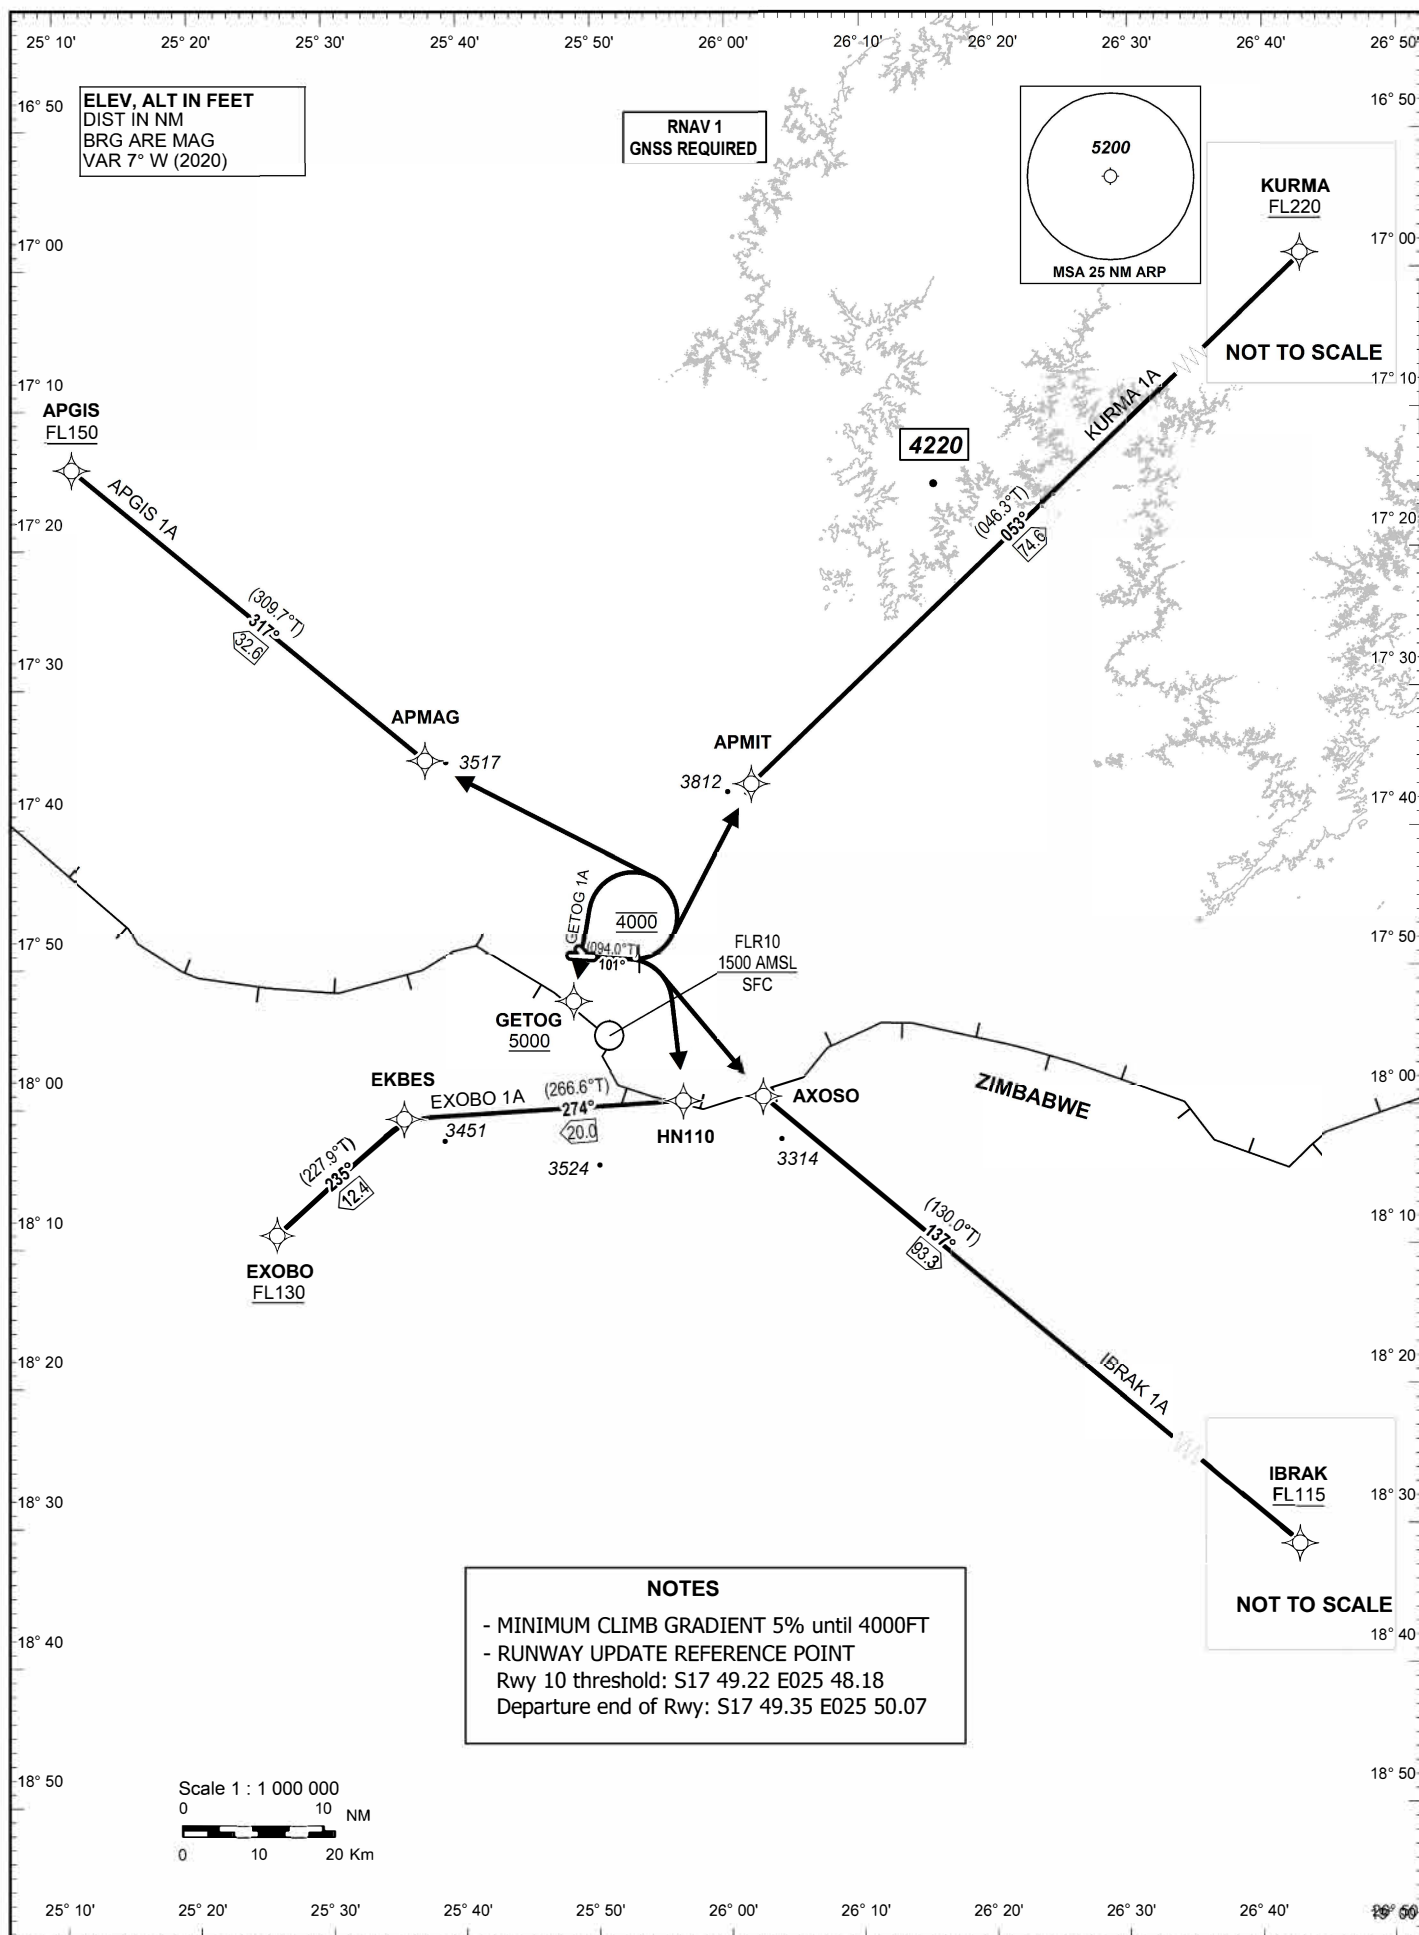 25° 10'
25° 20'
25° 30'
25° 40'
25° 50'
26° 00'
26° 10'
26° 20'
26° 30'
26° 40'
26° 50'
16° 50
16° 50
ELEV, ALT IN FEET
DIST IN NM
BRG ARE MAG
VAR 7° W (2020)
RNAV 1
GNSS REQUIRED
5200
MSA 25 NM ARP
KURMA
FL220
NOT TO SCALE
17° 00
17° 00
17° 10
17° 10
APGIS
FL150
APGIS 1A
KURMA 1A
4220
17° 20
17° 20
(046.3°T)
053°
74.6
(309.7°T)
317°
32.6
17° 30
17° 30
APMAG
3517
APMIT
3812
17° 40
17° 40
GETOG 1A
4000
(094.0°T)
101°
17° 50
17° 50
FLR10
1500 AMSL
SFC
GETOG
5000
18° 00
18° 00
EKBES
EXOBO 1A
(266.6°T)
274°
20.0
AXOSO
ZIMBABWE
HN110
3451
3524
3314
(227.9°T)
235°
12.4
18° 10
18° 10
(130.0°T)
137°
93.3
EXOBO
FL130
18° 20
18° 20
IBRAK 1A
IBRAK
FL115
NOT TO SCALE
18° 30
18° 30
NOTES
- MINIMUM CLIMB GRADIENT 5% until 4000FT
- RUNWAY UPDATE REFERENCE POINT
Rwy 10 threshold: S17 49.22 E025 48.18
Departure end of Rwy: S17 49.35 E025 50.07
18° 40
18° 40
18° 50
18° 50
Scale 1 : 1 000 000
0 10 NM
0 10 20 Km
25° 10'
25° 20'
25° 30'
25° 40'
25° 50'
26° 00'
26° 10'
26° 20'
26° 30'
26° 40'